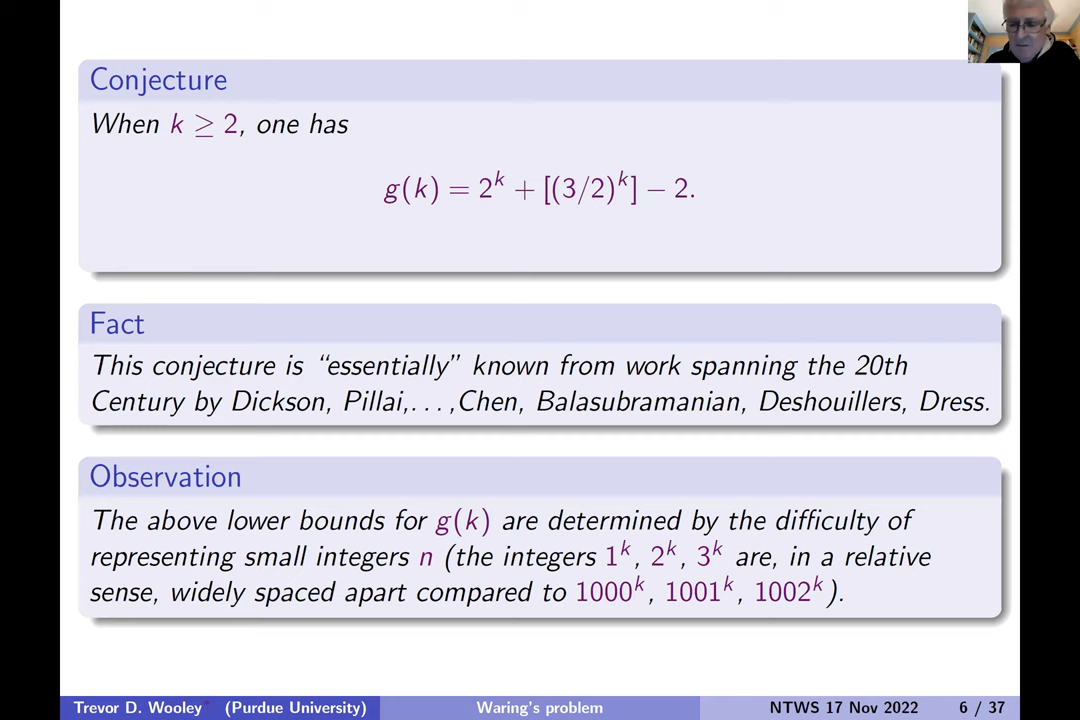 Conjecture
When k ≥ 2, one has
g(k) = 2^k + [(3/2)^k] − 2.
Fact
This conjecture is “essentially” known from work spanning the 20th
Century by Dickson, Pillai,. . . ,Chen, Balasubramanian, Deshouillers, Dress.
Observation
The above lower bounds for g(k) are determined by the difficulty of
representing small integers n (the integers 1^k, 2^k, 3^k are, in a relative
sense, widely spaced apart compared to 1000^k, 1001^k, 1002^k).
Trevor D. Wooley* (Purdue University) Waring's problem NTWS 17 Nov 2022 6 / 37